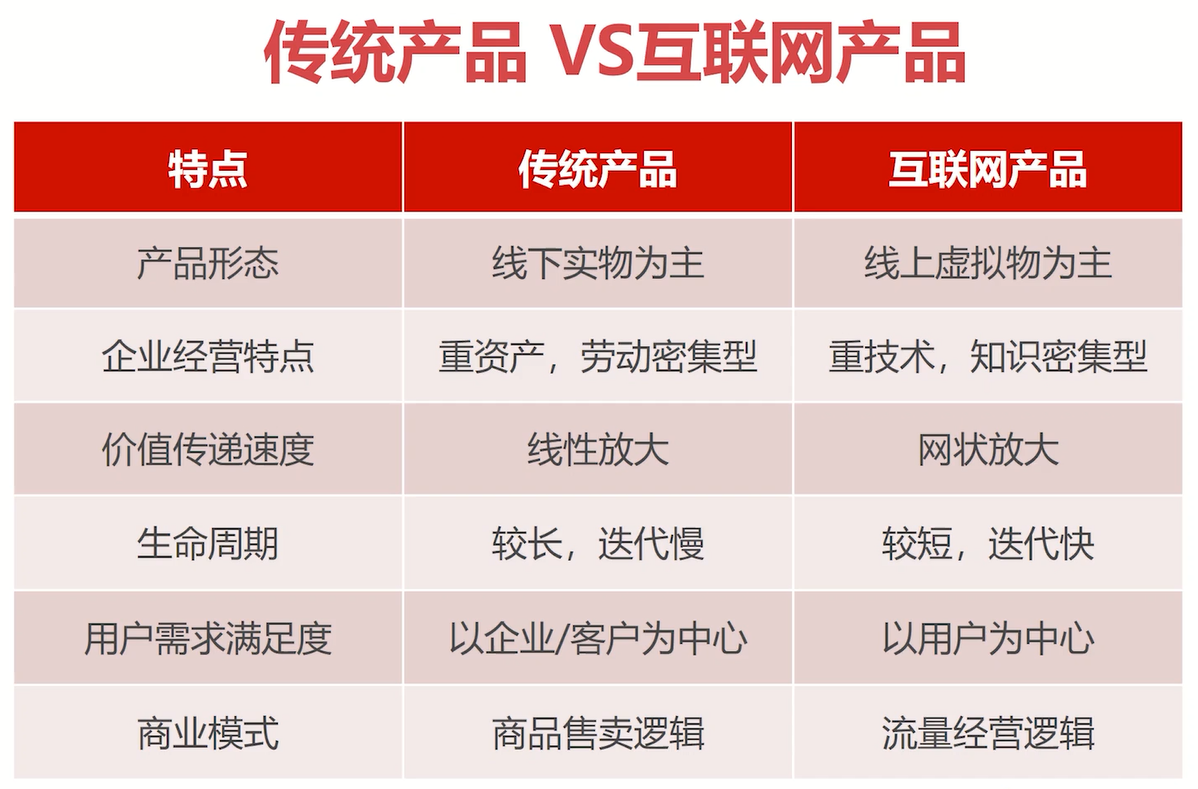 传统产品 VS互联网产品
特点 传统产品 互联网产品
产品形态 线下实物为主 线上虚拟物为主
企业经营特点 重资产，劳动密集型 重技术，知识密集型
价值传递速度 线性放大 网状放大
生命周期 较长，迭代慢 较短，迭代快
用户需求满足度 以企业/客户为中心 以用户为中心
商业模式 商品售卖逻辑 流量经营逻辑